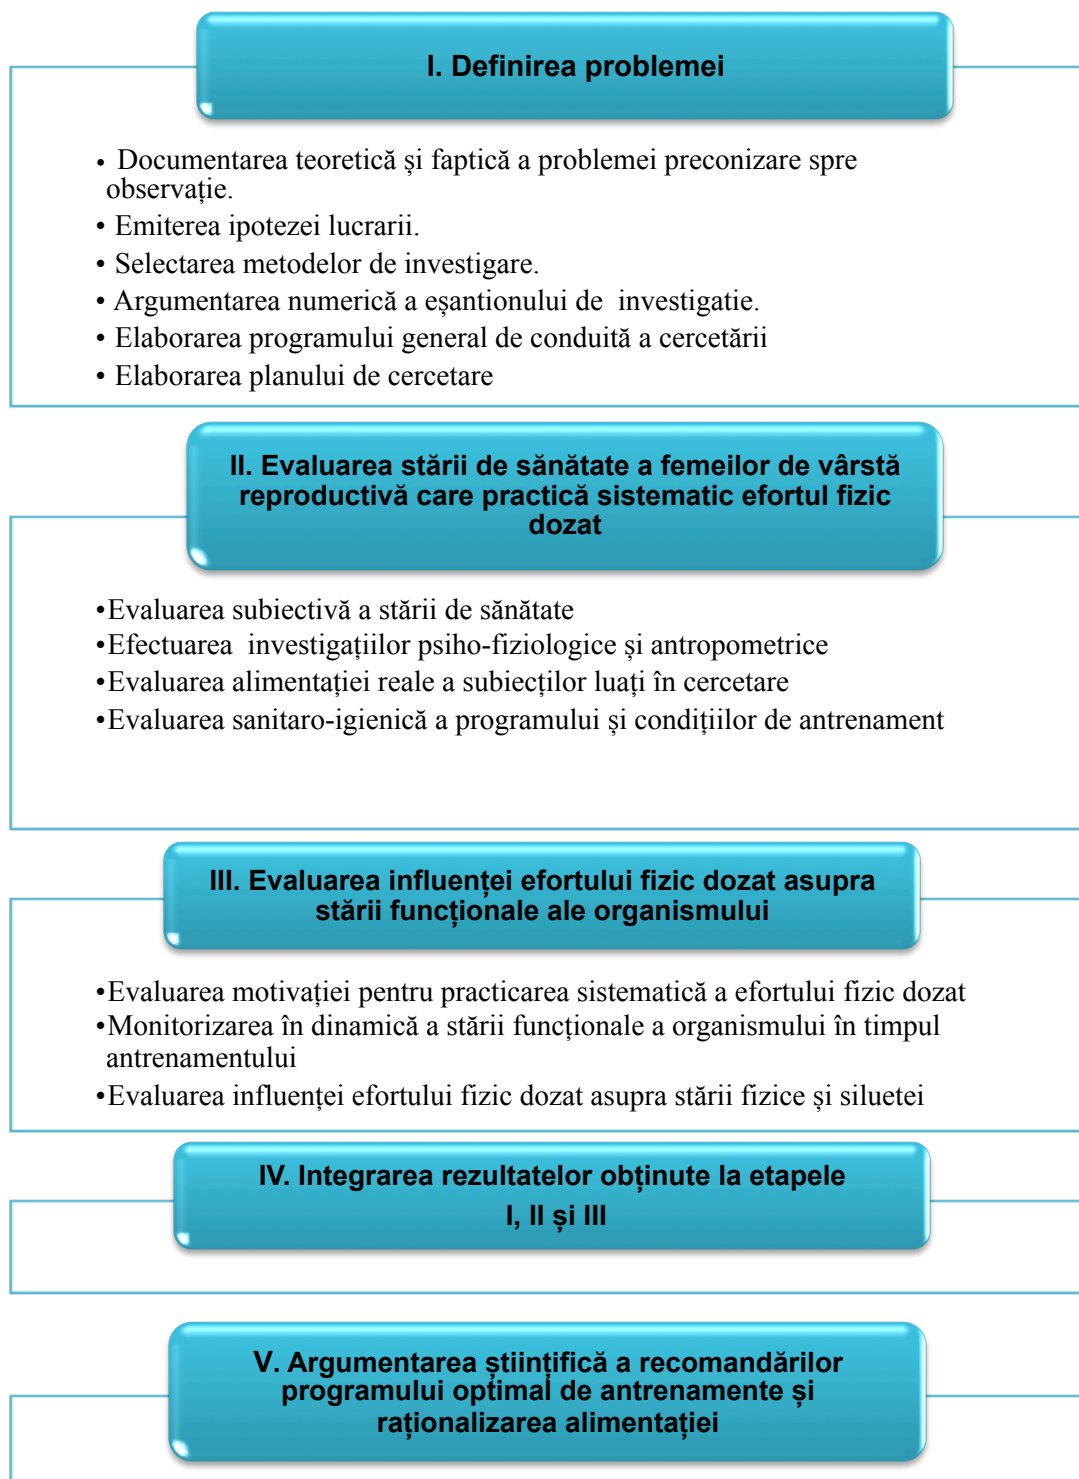 I. Definirea problemei
• Documentarea teoretică și faptică a problemei preconizare spre
observație.
• Emiterea ipotezei lucrarii.
• Selectarea metodelor de investigare.
• Argumentarea numerică a eșantionului de investigatie.
• Elaborarea programului general de conduită a cercetării
• Elaborarea planului de cercetare
II. Evaluarea stării de sănătate a femeilor de vârstă
reproductivă care practică sistematic efortul fizic
dozat
•Evaluarea subiectivă a stării de sănătate
•Efectuarea investigațiilor psiho-fiziologice și antropometrice
•Evaluarea alimentației reale a subiecților luați în cercetare
•Evaluarea sanitaro-igienică a programului și condițiilor de antrenament
III. Evaluarea influenței efortului fizic dozat asupra
stării funcționale ale organismului
•Evaluarea motivației pentru practicarea sistematică a efortului fizic dozat
•Monitorizarea în dinamică a stării funcționale a organismului în timpul
antrenamentului
•Evaluarea influenței efortului fizic dozat asupra stării fizice și siluetei
IV. Integrarea rezultatelor obținute la etapele
I, II și III
V. Argumentarea științifică a recomandărilor
programului optimal de antrenamente și
raționalizarea alimentației